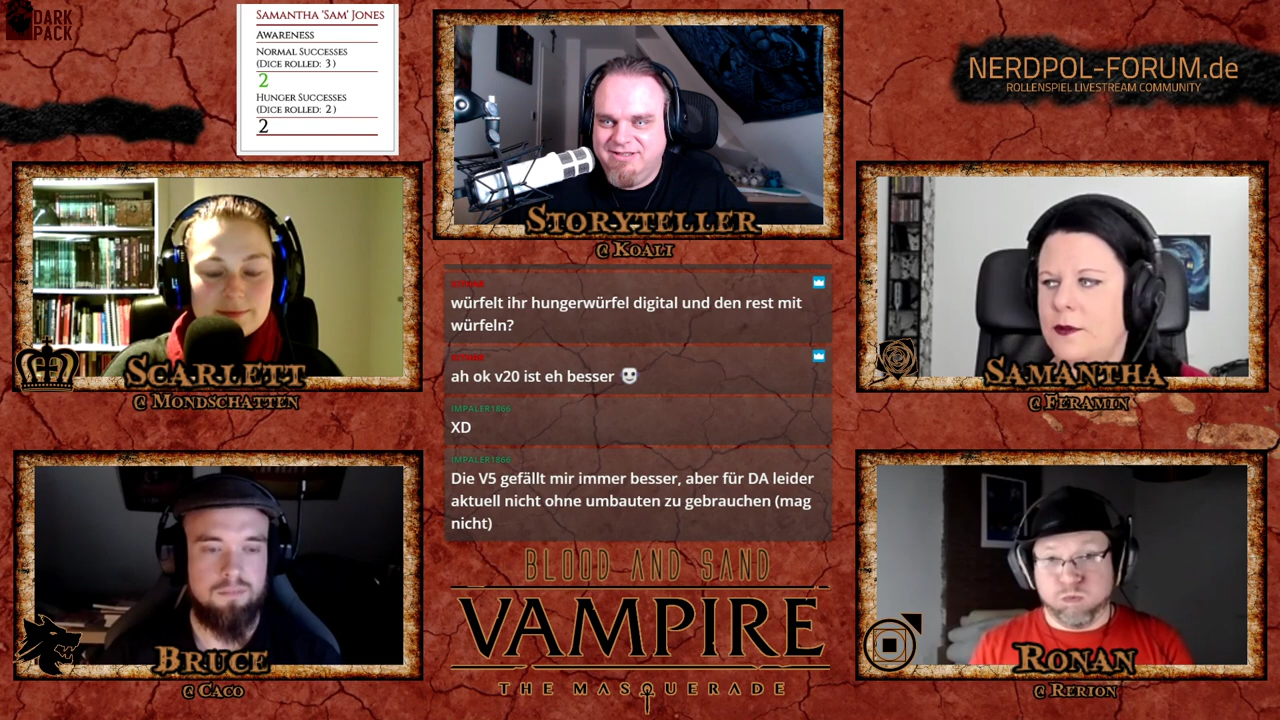 DARK
PACK
Samantha 'Sam' Jones
Awareness
Normal Successes
(Dice rolled: 3)
2
Hunger Successes
(Dice rolled: 2)
2
NERDPOL-FORUM.de
ROLLENSPIEL LIVESTREAM COMMUNITY
Storyteller
@ Koali
Scarlett
@ Mondschatten
Samantha
@ Feramin
würfelt ihr hungerwürfel digital und den rest mit
würfeln?
ah ok v20 ist eh besser
IMPALER1866
XD
IMPALER1866
Die V5 gefällt mir immer besser, aber für DA leider
aktuell nicht ohne umbauten zu gebrauchen (mag
nicht)
BLOOD AND SAND
VAMPIRE
THE MASQUERADE
Bruce
@ Caco
Ronan
@ Rerion